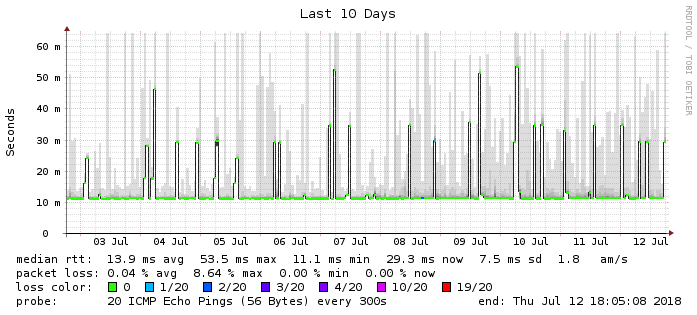 Last 10 Days
RRDTOOL / TOBI OETIKER
Seconds
60 m
50 m
40 m
30 m
20 m
10 m
0
03 Jul 04 Jul 05 Jul 06 Jul 07 Jul 08 Jul 09 Jul 10 Jul 11 Jul 12 Jul
median rtt: 13.9 ms avg 53.5 ms max 11.1 ms min 29.3 ms now 7.5 ms sd 1.8 am/s
packet loss: 0.04 % avg 8.64 % max 0.00 % min 0.00 % now
loss color: 0 1/20 2/20 3/20 4/20 10/20 19/20
probe: 20 ICMP Echo Pings (56 Bytes) every 300s end: Thu Jul 12 18:05:08 2018